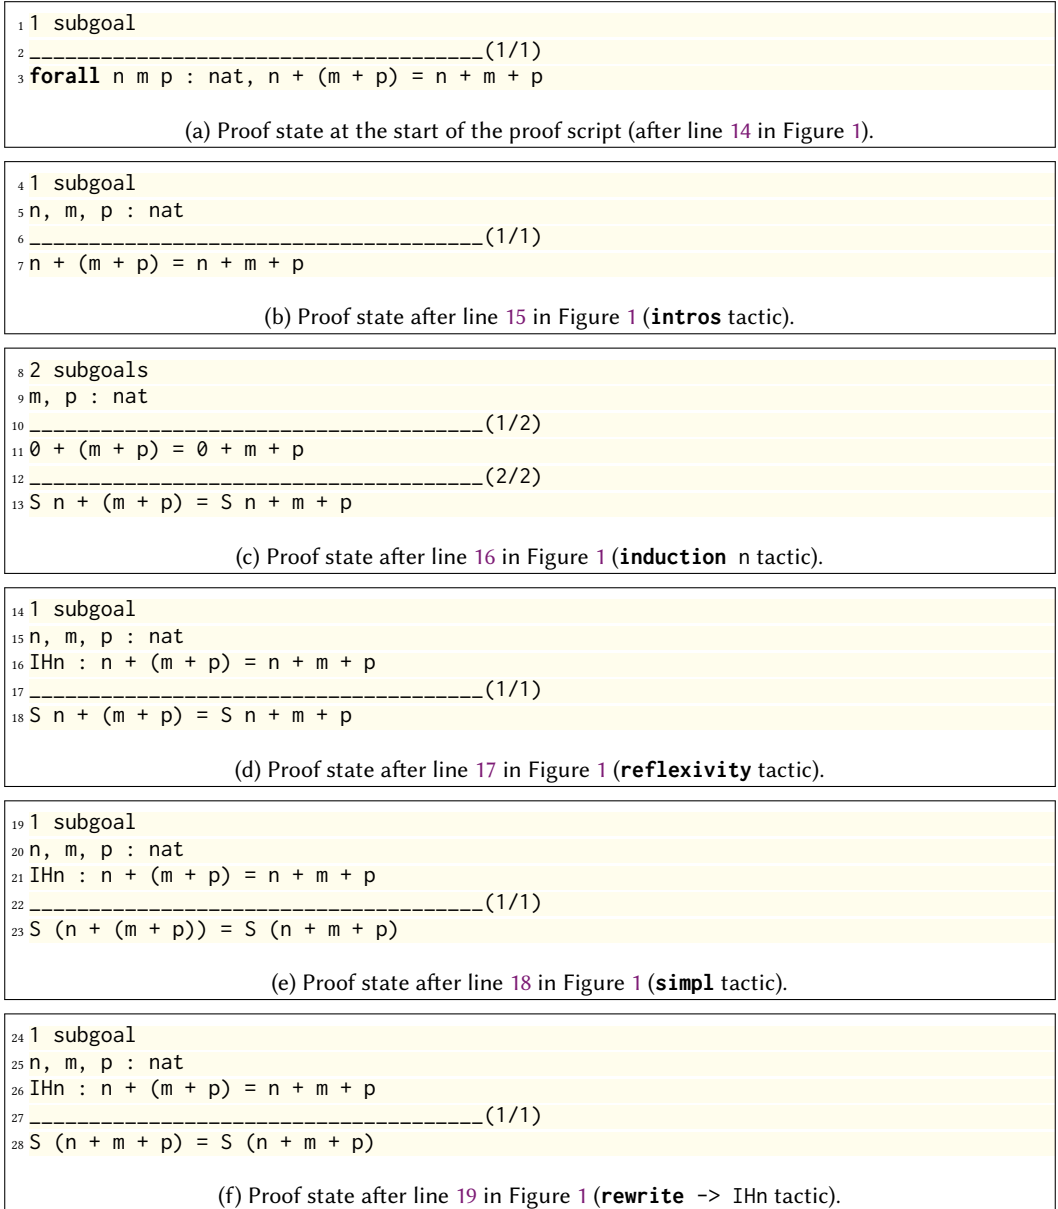 1 1 subgoal
2 ______________________________________(1/1)
3 forall n m p : nat, n + (m + p) = n + m + p
(a) Proof state at the start of the proof script (after line 14 in Figure 1).
4 1 subgoal
5 n, m, p : nat
6 ______________________________________(1/1)
7 n + (m + p) = n + m + p
(b) Proof state after line 15 in Figure 1 (intros tactic).
8 2 subgoals
9 m, p : nat
10 ______________________________________(1/2)
11 0 + (m + p) = 0 + m + p
12 ______________________________________(2/2)
13 S n + (m + p) = S n + m + p
(c) Proof state after line 16 in Figure 1 (induction n tactic).
14 1 subgoal
15 n, m, p : nat
16 IHn : n + (m + p) = n + m + p
17 ______________________________________(1/1)
18 S n + (m + p) = S n + m + p
(d) Proof state after line 17 in Figure 1 (reflexivity tactic).
19 1 subgoal
20 n, m, p : nat
21 IHn : n + (m + p) = n + m + p
22 ______________________________________(1/1)
23 S (n + (m + p)) = S (n + m + p)
(e) Proof state after line 18 in Figure 1 (simpl tactic).
24 1 subgoal
25 n, m, p : nat
26 IHn : n + (m + p) = n + m + p
27 ______________________________________(1/1)
28 S (n + m + p) = S (n + m + p)
(f) Proof state after line 19 in Figure 1 (rewrite -> IHn tactic).